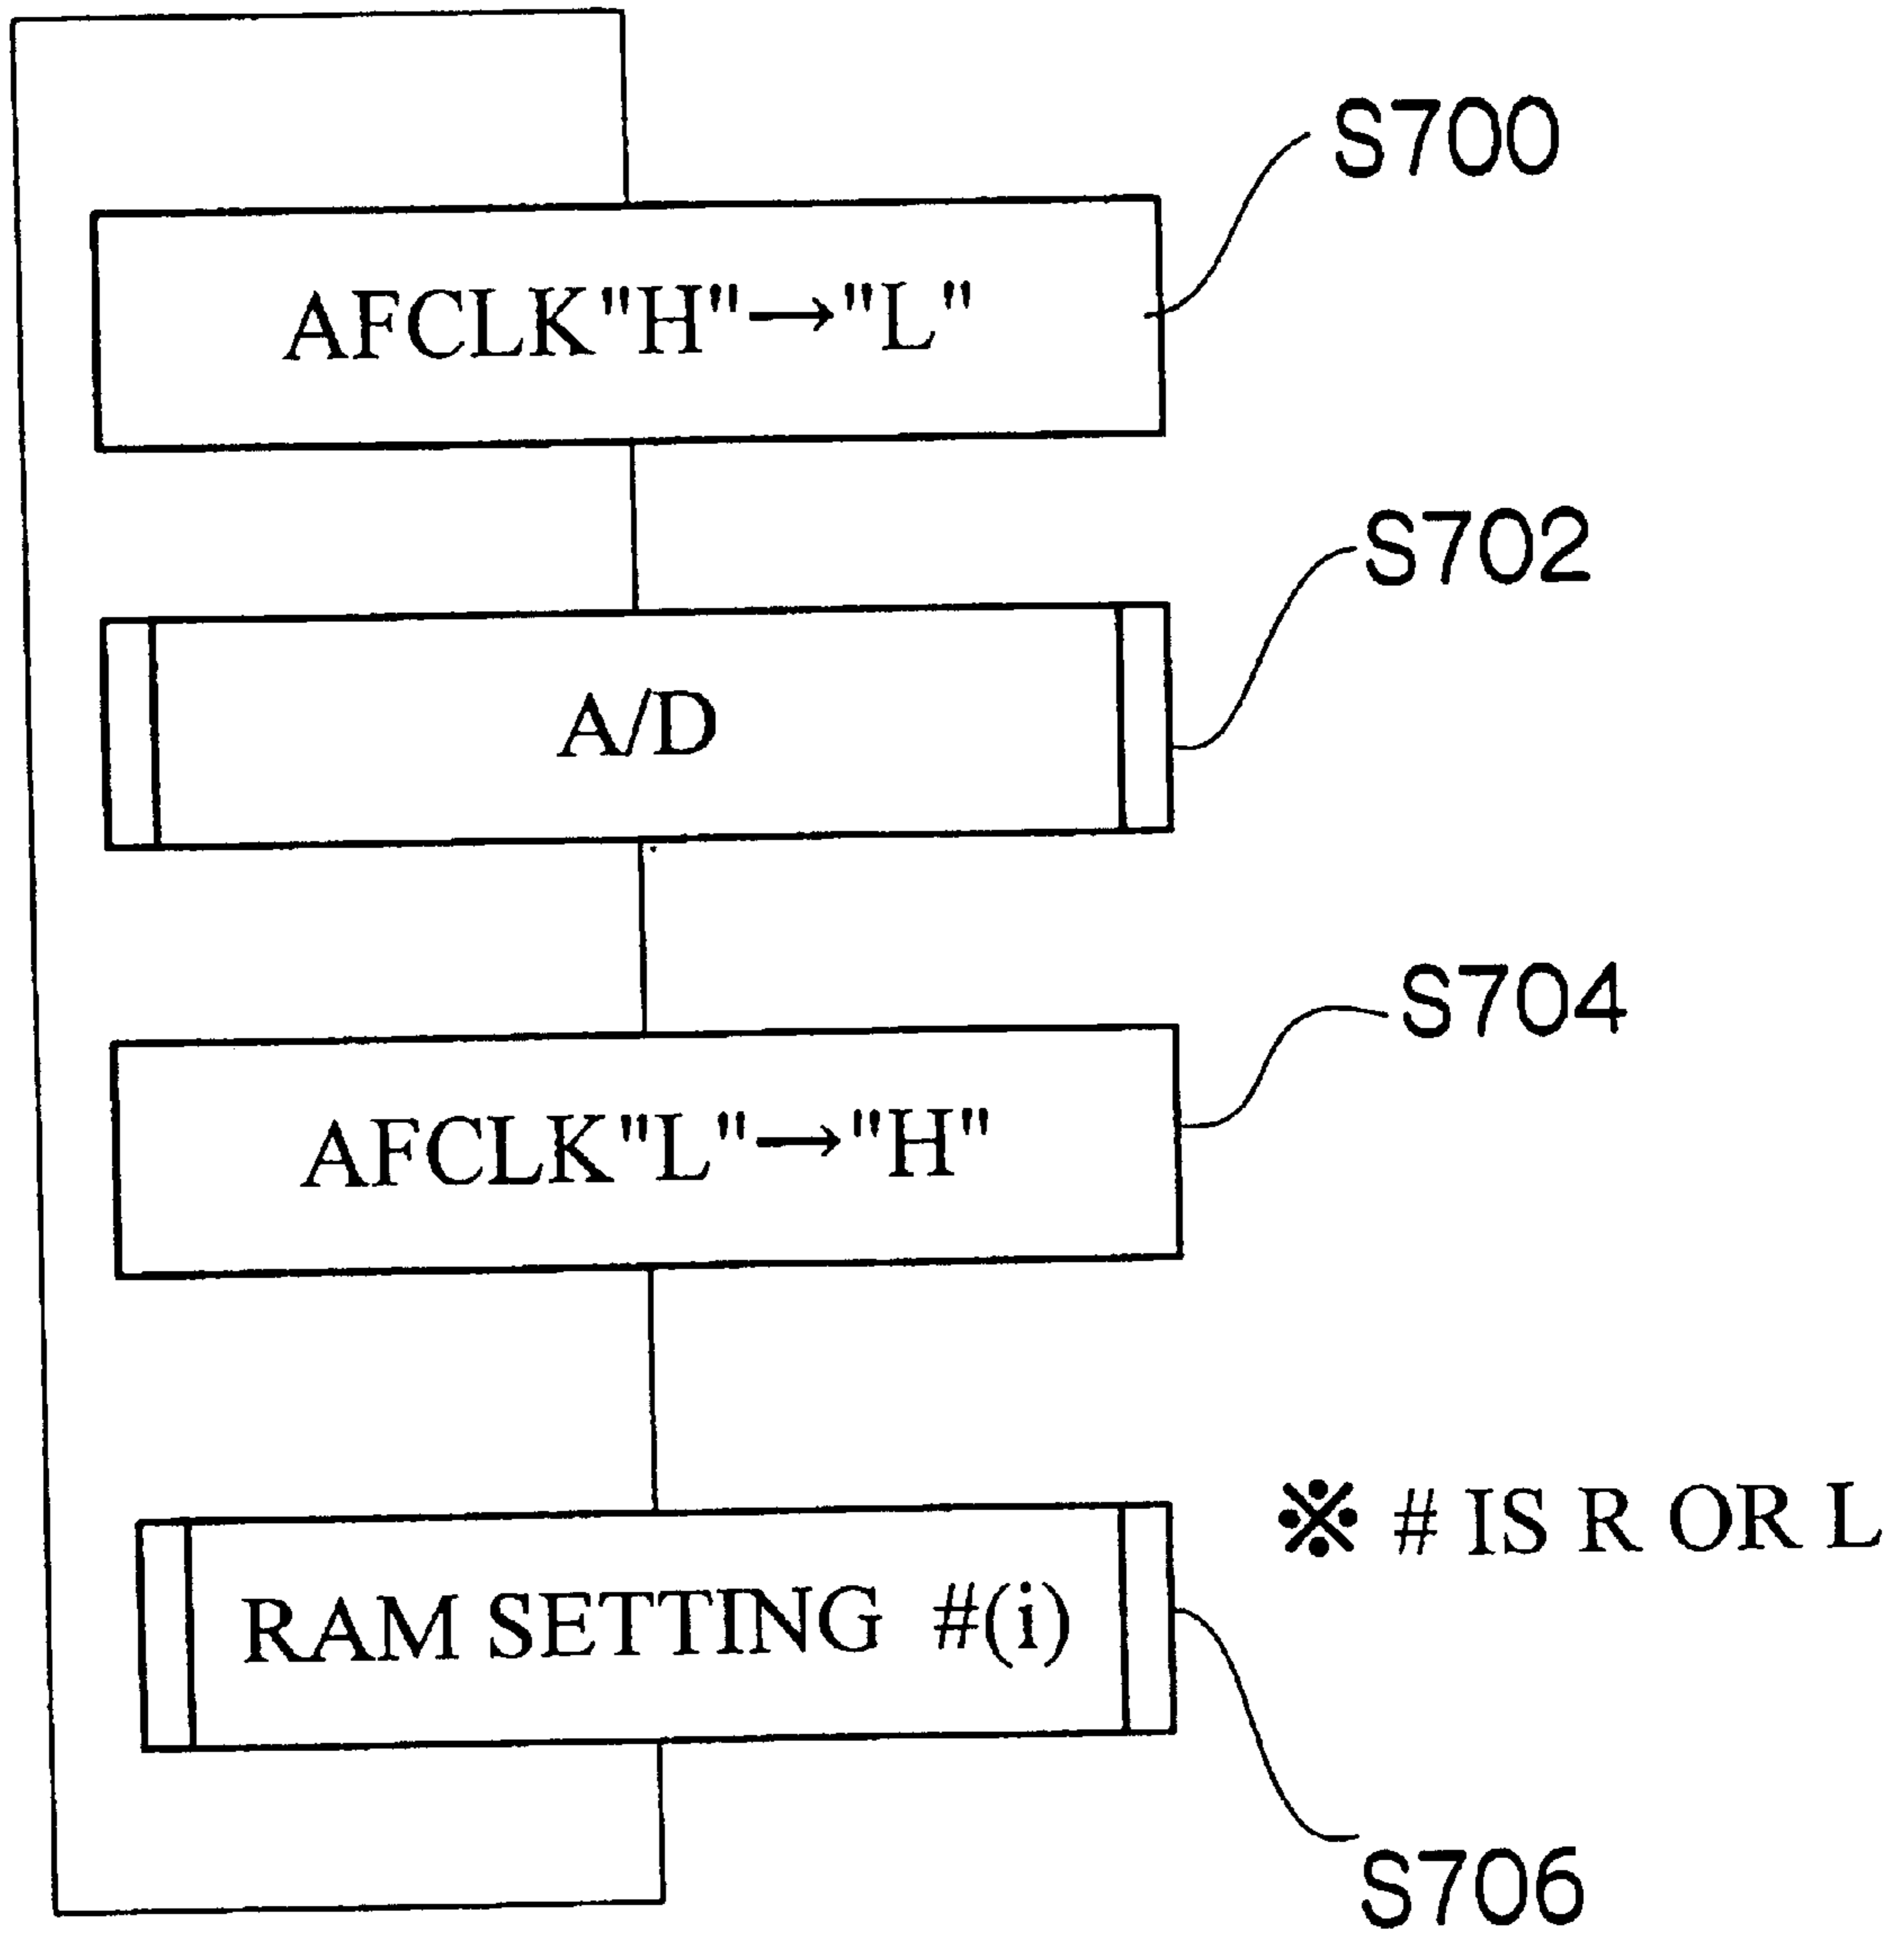 S700
AFCLK"H"→"L"
S702
A/D
S704
AFCLK"L"→"H"
※ # IS R OR L
RAM SETTING #(i)
S706